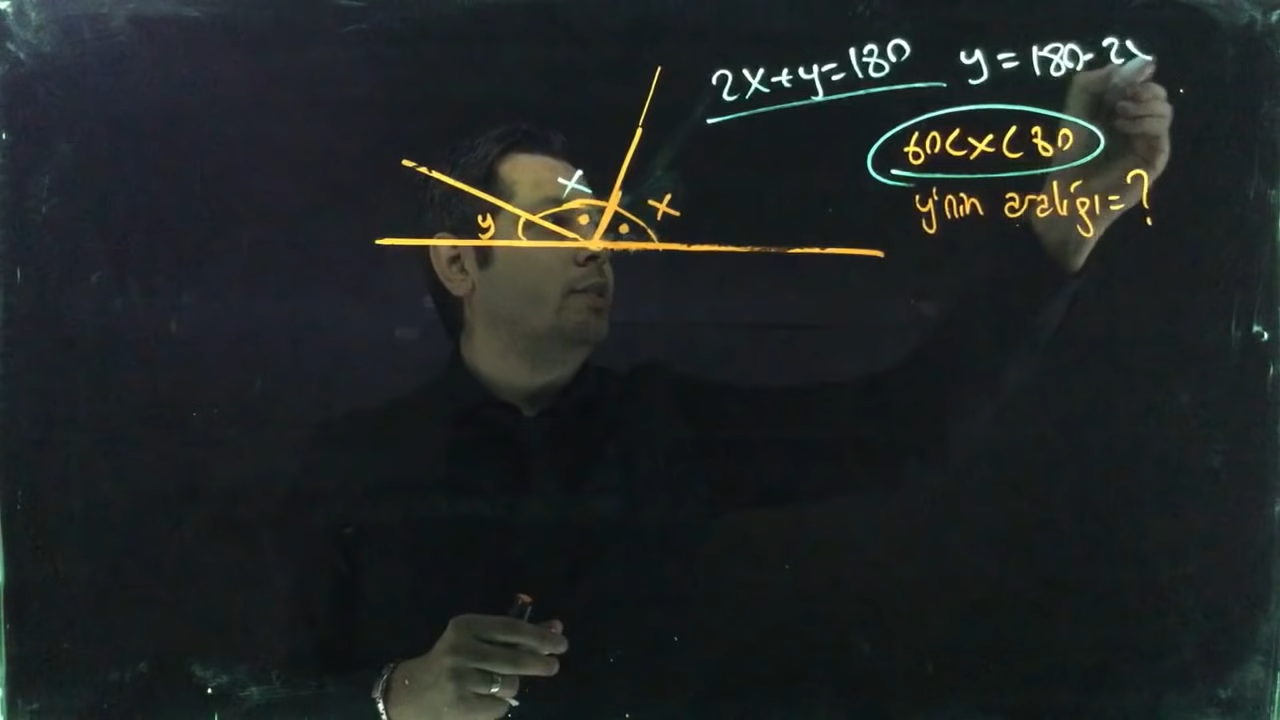 2x+y=180 y=180-2x
60<x<80
y'nin aralığı=?
x
x
y